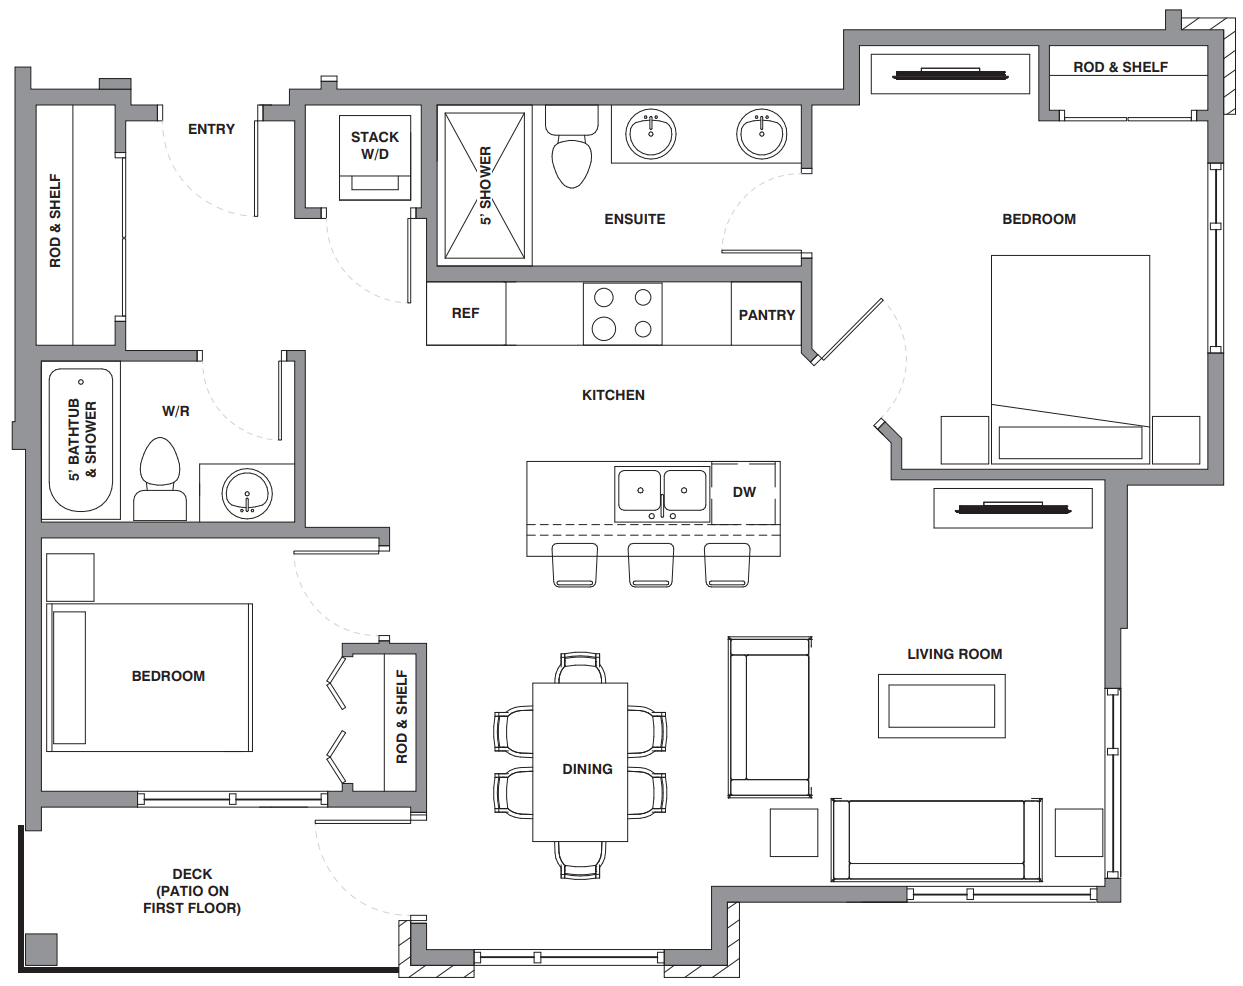 ROD & SHELF
ENTRY
STACK
W/D
5' SHOWER
ENSUITE
BEDROOM
ROD & SHELF
REF
PANTRY
KITCHEN
W/R
5' BATHTUB
& SHOWER
DW
BEDROOM
ROD & SHELF
LIVING ROOM
DINING
DECK
(PATIO ON
FIRST FLOOR)